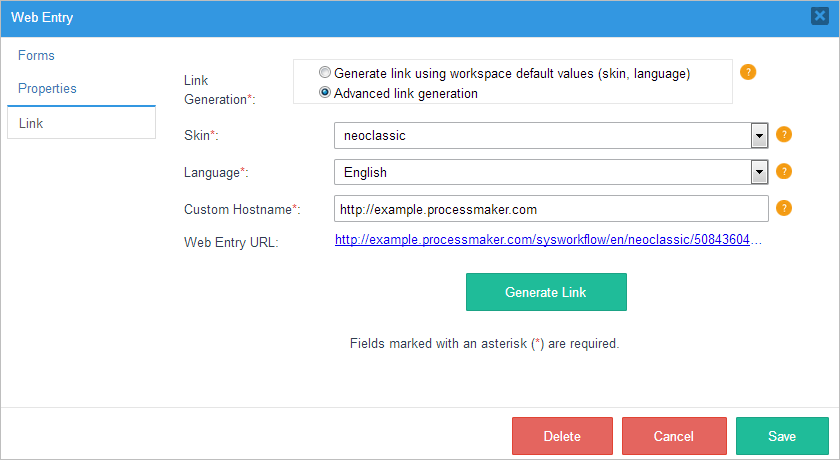 Web Entry
Forms
Properties
Link
Link
Generation*:
Generate link using workspace default values (skin, language)
?
Advanced link generation
Skin*:
neoclassic
?
Language*:
English
?
Custom Hostname*:
http://example.processmaker.com
?
Web Entry URL:
http://example.processmaker.com/sysworkflow/en/neoclassic/50843604...
Generate Link
Fields marked with an asterisk (*) are required.
Delete
Cancel
Save